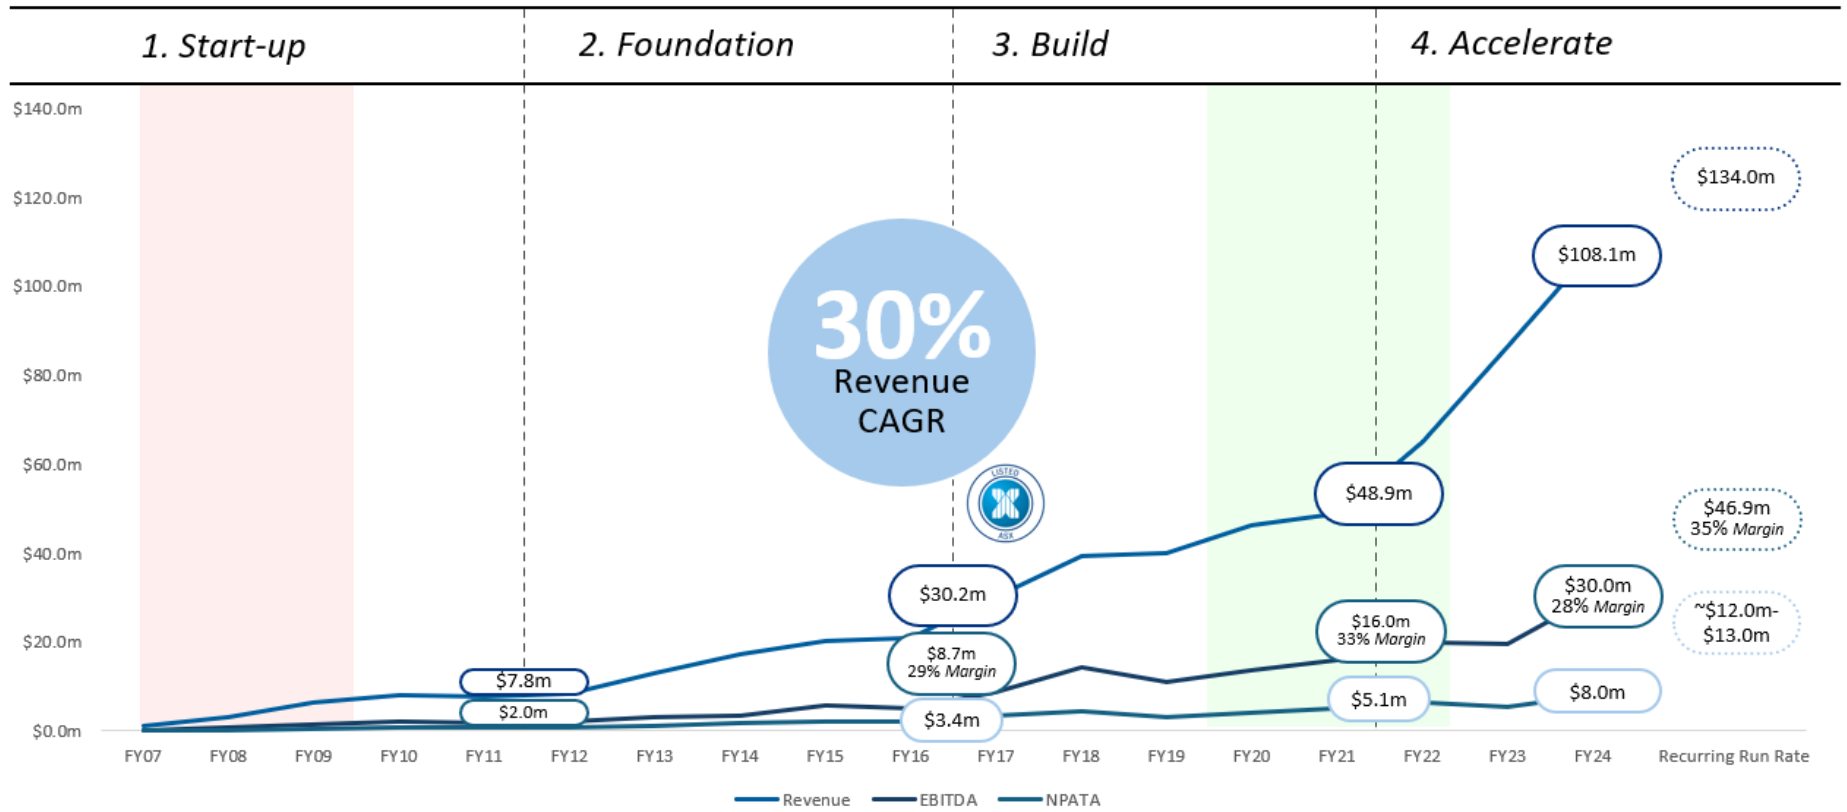 1. Start-up
2. Foundation
3. Build
4. Accelerate
$140.0m
$120.0m
$100.0m
$80.0m
$60.0m
$40.0m
$20.0m
$0.0m
30%
Revenue
CAGR
LISTED
ASX
$7.8m
$2.0m
$30.2m
$8.7m
29% Margin
$3.4m
$48.9m
$16.0m
33% Margin
$5.1m
$108.1m
$30.0m
28% Margin
$8.0m
$134.0m
$46.9m
35% Margin
~$12.0m-
$13.0m
FY07 FY08 FY09 FY10 FY11 FY12 FY13 FY14 FY15 FY16 FY17 FY18 FY19 FY20 FY21 FY22 FY23 FY24 Recurring Run Rate
Revenue EBITDA NPATA